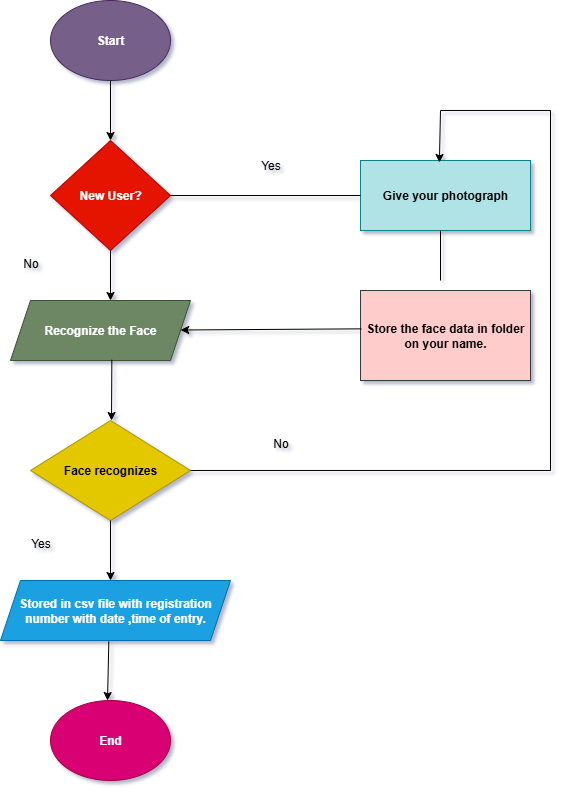 Start
New User?
Yes
Give your photograph
No
Recognize the Face
Store the face data in folder
on your name.
Face recognizes
No
Yes
Stored in csv file with registration
number with date ,time of entry.
End